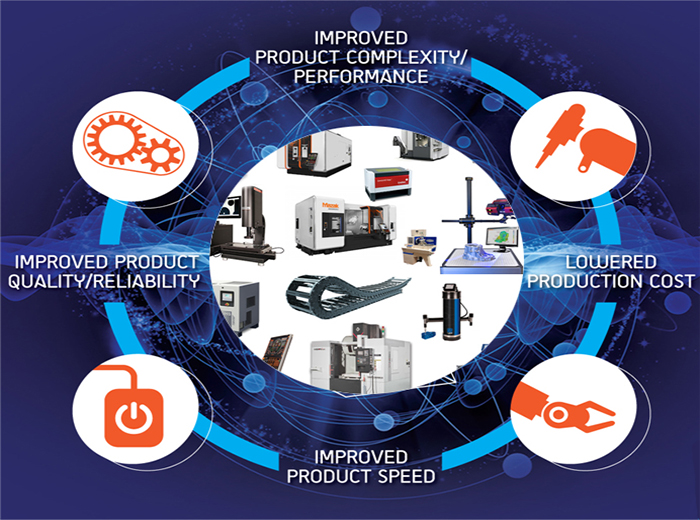 IMPROVED
PRODUCT COMPLEXITY/
PERFORMANCE
IMPROVED PRODUCT
QUALITY/RELIABILITY
LOWERED
PRODUCTION COST
IMPROVED
PRODUCT SPEED